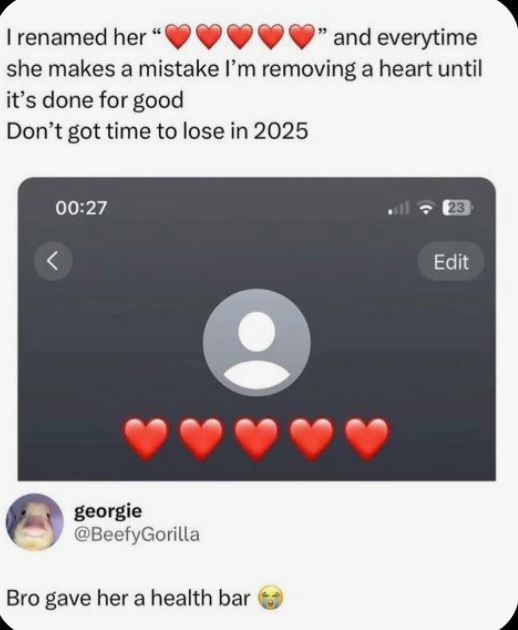 I renamed her “❤️❤️❤️❤️❤️” and everytime
she makes a mistake I’m removing a heart until
it’s done for good
Don’t got time to lose in 2025
00:27
23
Edit
❤️❤️❤️❤️❤️
georgie
@BeefyGorilla
Bro gave her a health bar 😭